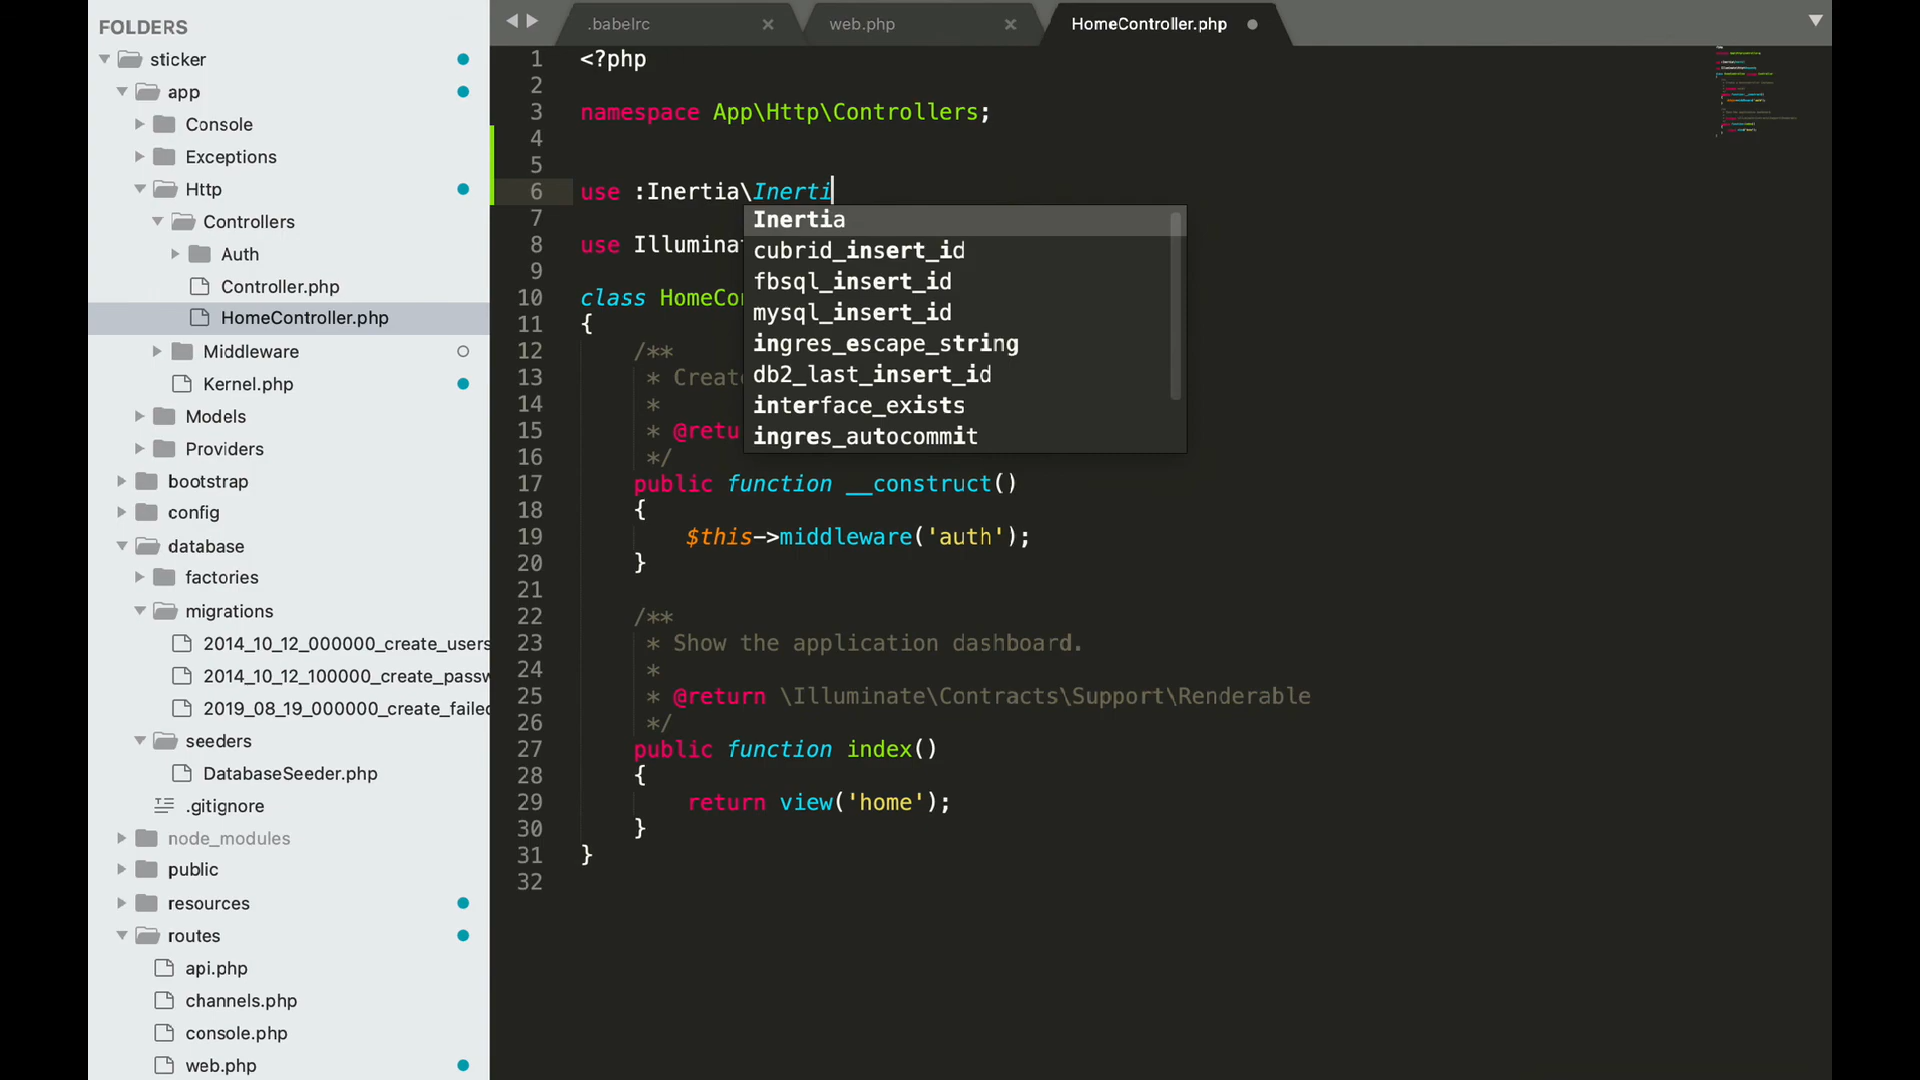 FOLDERS
sticker
app
Console
Exceptions
Http
Controllers
Auth
Controller.php
HomeController.php
Middleware
Kernel.php
Models
Providers
bootstrap
config
database
factories
migrations
2014_10_12_000000_create_users
2014_10_12_100000_create_passw
2019_08_19_000000_create_failed
seeders
DatabaseSeeder.php
.gitignore
node_modules
public
resources
routes
api.php
channels.php
console.php
web.php
.babelrc
web.php
HomeController.php
1 <?php
2
3 namespace App\Http\Controllers;
4
5
6 use :Inertia\Inerti
7
8 use Illumina
9
10 class HomeCo
11 {
12 /**
13 * Create
14 *
15 * @retu
16 */
17 public function __construct()
18 {
19 $this->middleware('auth');
20 }
21
22 /**
23 * Show the application dashboard.
24 *
25 * @return \Illuminate\Contracts\Support\Renderable
26 */
27 public function index()
28 {
29 return view('home');
30 }
31 }
32
Inertia
cubrid_insert_id
fbsql_insert_id
mysql_insert_id
ingres_escape_string
db2_last_insert_id
interface_exists
ingres_autocommit